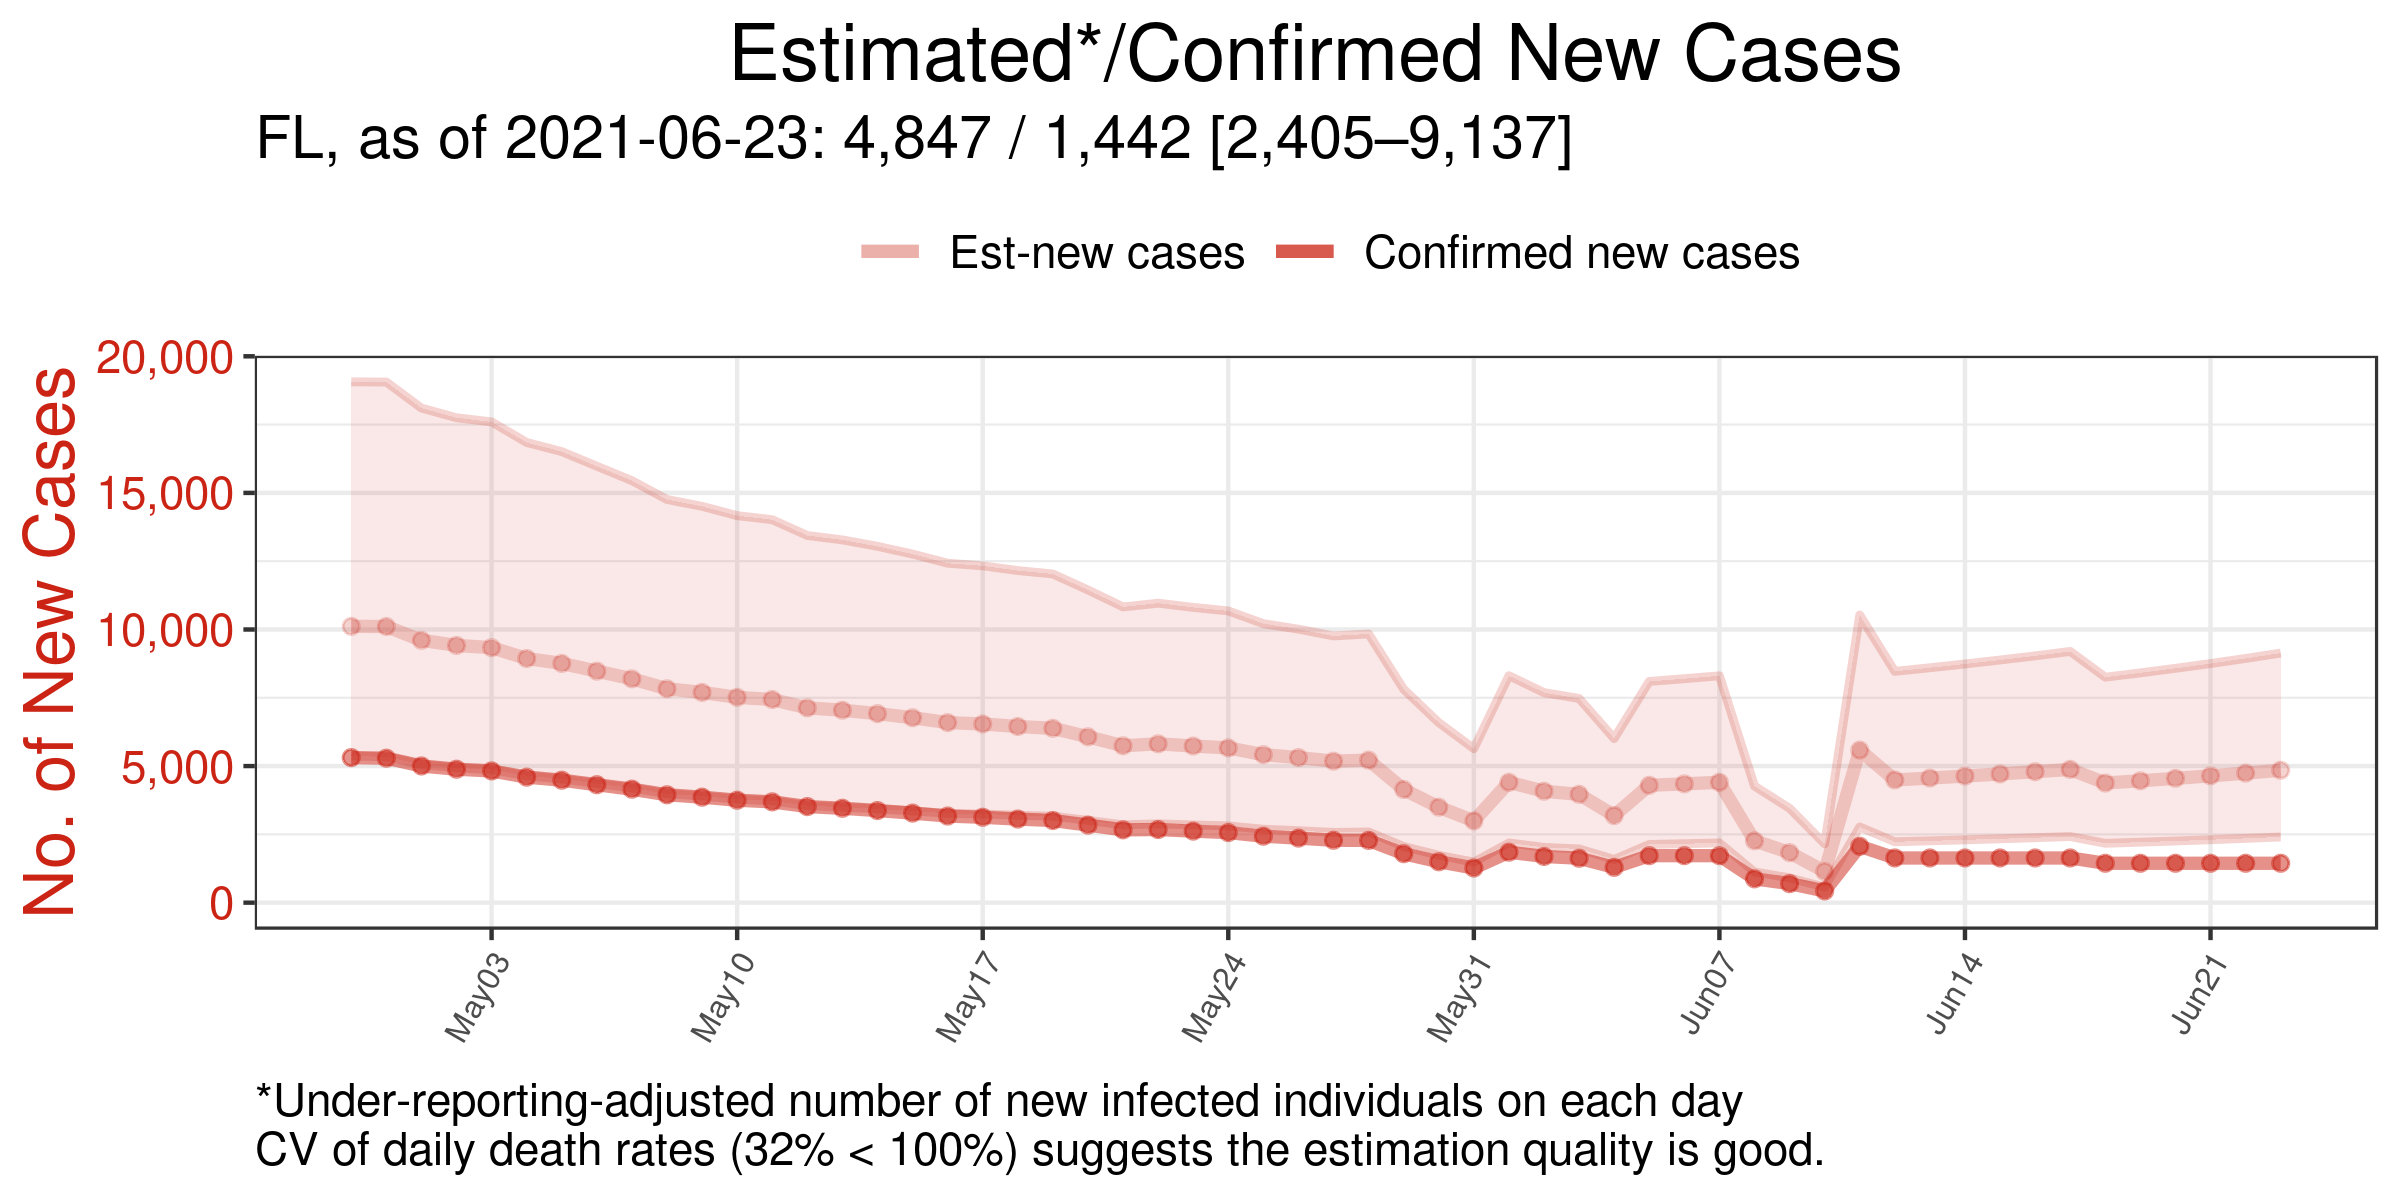 Estimated*/Confirmed New Cases
FL, as of 2021-06-23: 4,847 / 1,442 [2,405–9,137]
Est-new cases Confirmed new cases
No. of New Cases
20,000
15,000
10,000
5,000
0
May03 May10 May17 May24 May31 Jun07 Jun14 Jun21
*Under-reporting-adjusted number of new infected individuals on each day
CV of daily death rates (32% < 100%) suggests the estimation quality is good.